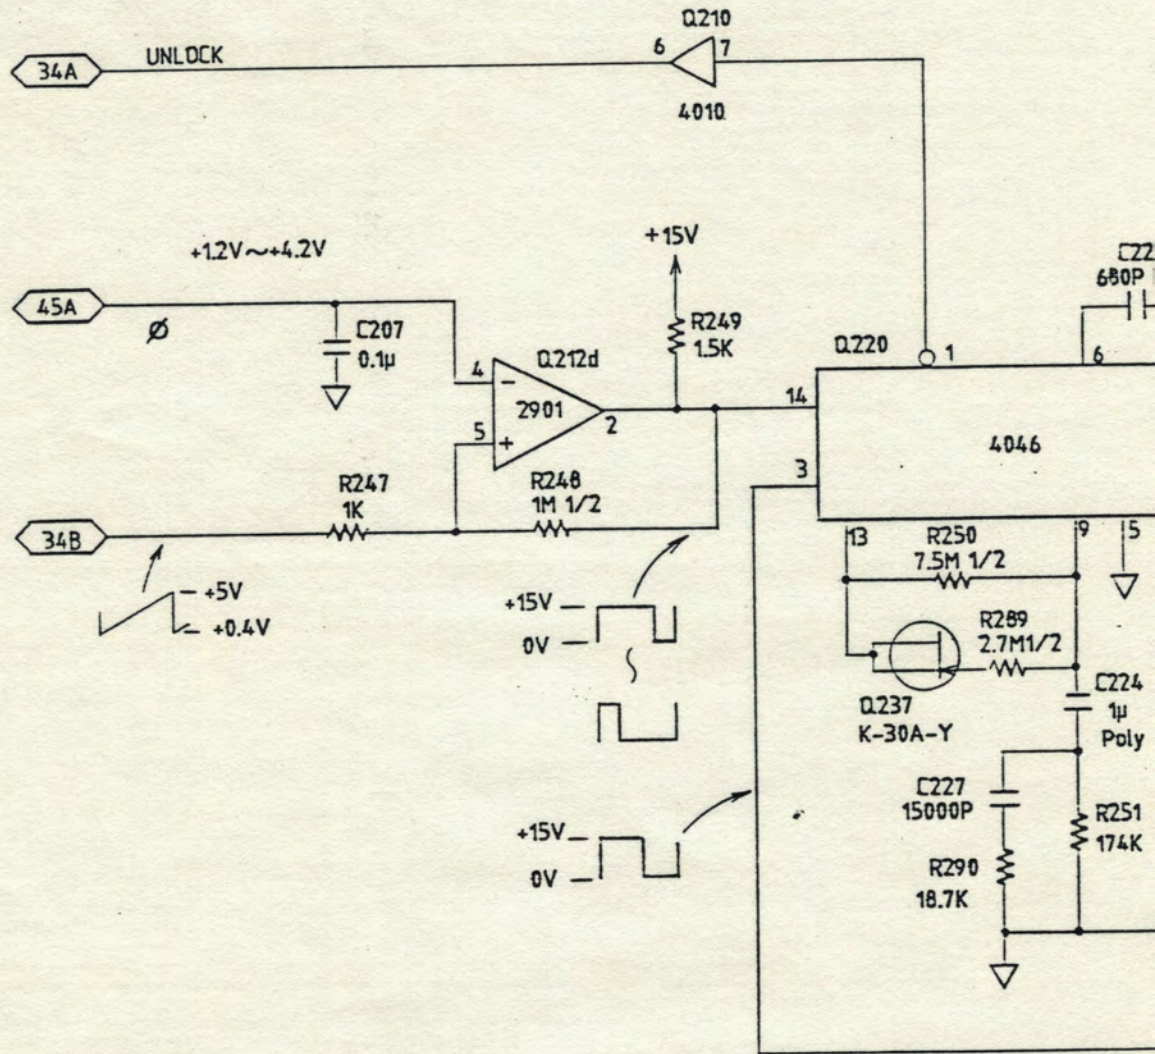 Q210
34A
UNLOCK
6
7
4010
+15V
+1.2V~+4.2V
45A
Ø
C207
0.1µ
R249
1.5K
Q212d
4
-
2901
5
+
2
Q220
1
6
680P
14
4046
3
R247
1K
R248
1M 1/2
34B
13
R250
7.5M 1/2
9
5
+5V
+0.4V
+15V
0V
R289
2.7M1/2
Q237
K-30A-Y
C224
1µ
Poly
C227
15000P
R251
174K
+15V
0V
R290
18.7K